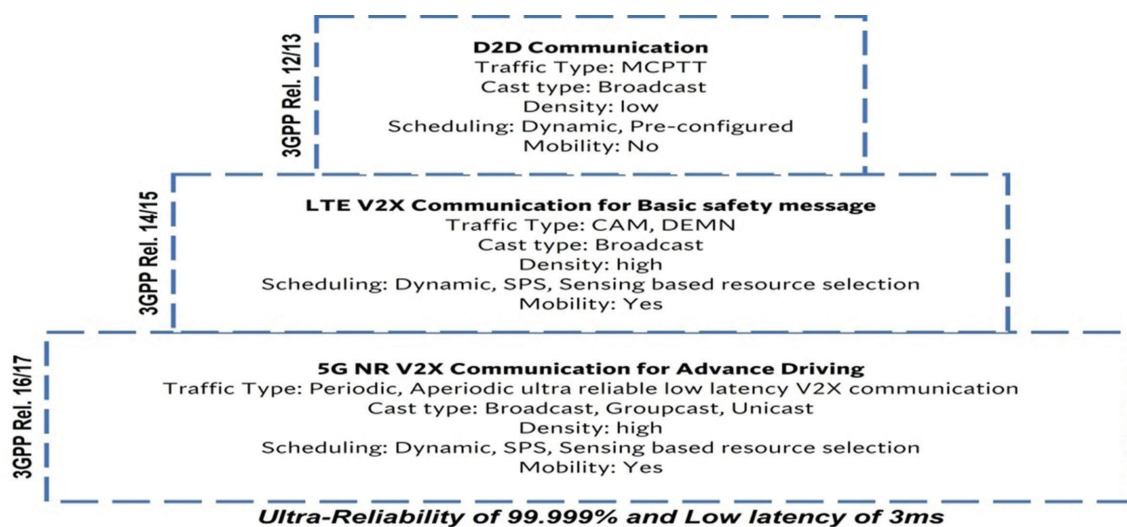 3GPP Rel. 12/13
D2D Communication
Traffic Type: MCPTT
Cast type: Broadcast
Density: low
Scheduling: Dynamic, Pre-configured
Mobility: No
3GPP Rel. 14/15
LTE V2X Communication for Basic safety message
Traffic Type: CAM, DEMN
Cast type: Broadcast
Density: high
Scheduling: Dynamic, SPS, Sensing based resource selection
Mobility: Yes
3GPP Rel. 16/17
5G NR V2X Communication for Advance Driving
Traffic Type: Periodic, Aperiodic ultra reliable low latency V2X communication
Cast type: Broadcast, Groupcast, Unicast
Density: high
Scheduling: Dynamic, SPS, Sensing based resource selection
Mobility: Yes
Ultra-Reliability of 99.999% and Low latency of 3ms